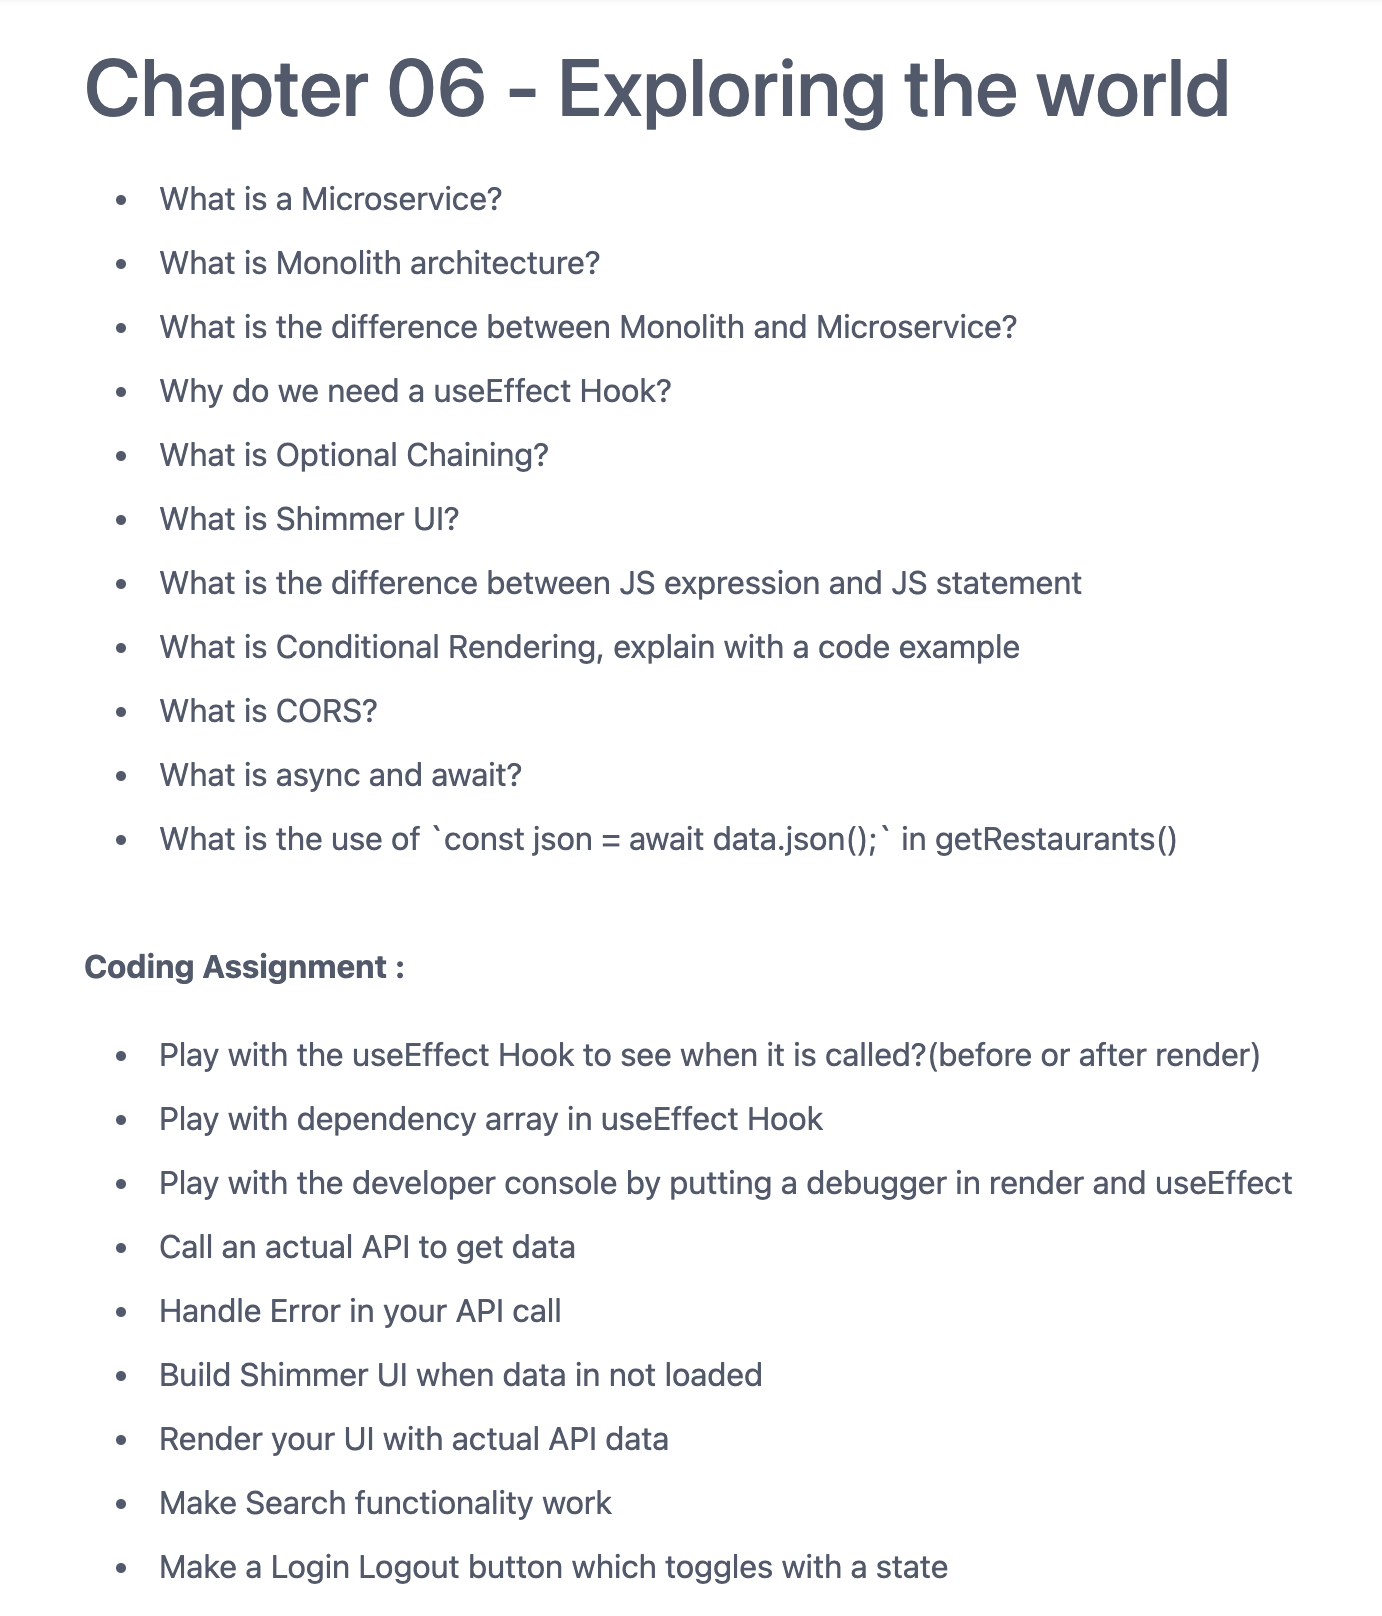 Chapter 06 - Exploring the world
• What is a Microservice?
• What is Monolith architecture?
• What is the difference between Monolith and Microservice?
• Why do we need a useEffect Hook?
• What is Optional Chaining?
• What is Shimmer UI?
• What is the difference between JS expression and JS statement
• What is Conditional Rendering, explain with a code example
• What is CORS?
• What is async and await?
• What is the use of `const json = await data.json();` in getRestaurants()
Coding Assignment :
• Play with the useEffect Hook to see when it is called?(before or after render)
• Play with dependency array in useEffect Hook
• Play with the developer console by putting a debugger in render and useEffect
• Call an actual API to get data
• Handle Error in your API call
• Build Shimmer UI when data in not loaded
• Render your UI with actual API data
• Make Search functionality work
• Make a Login Logout button which toggles with a state